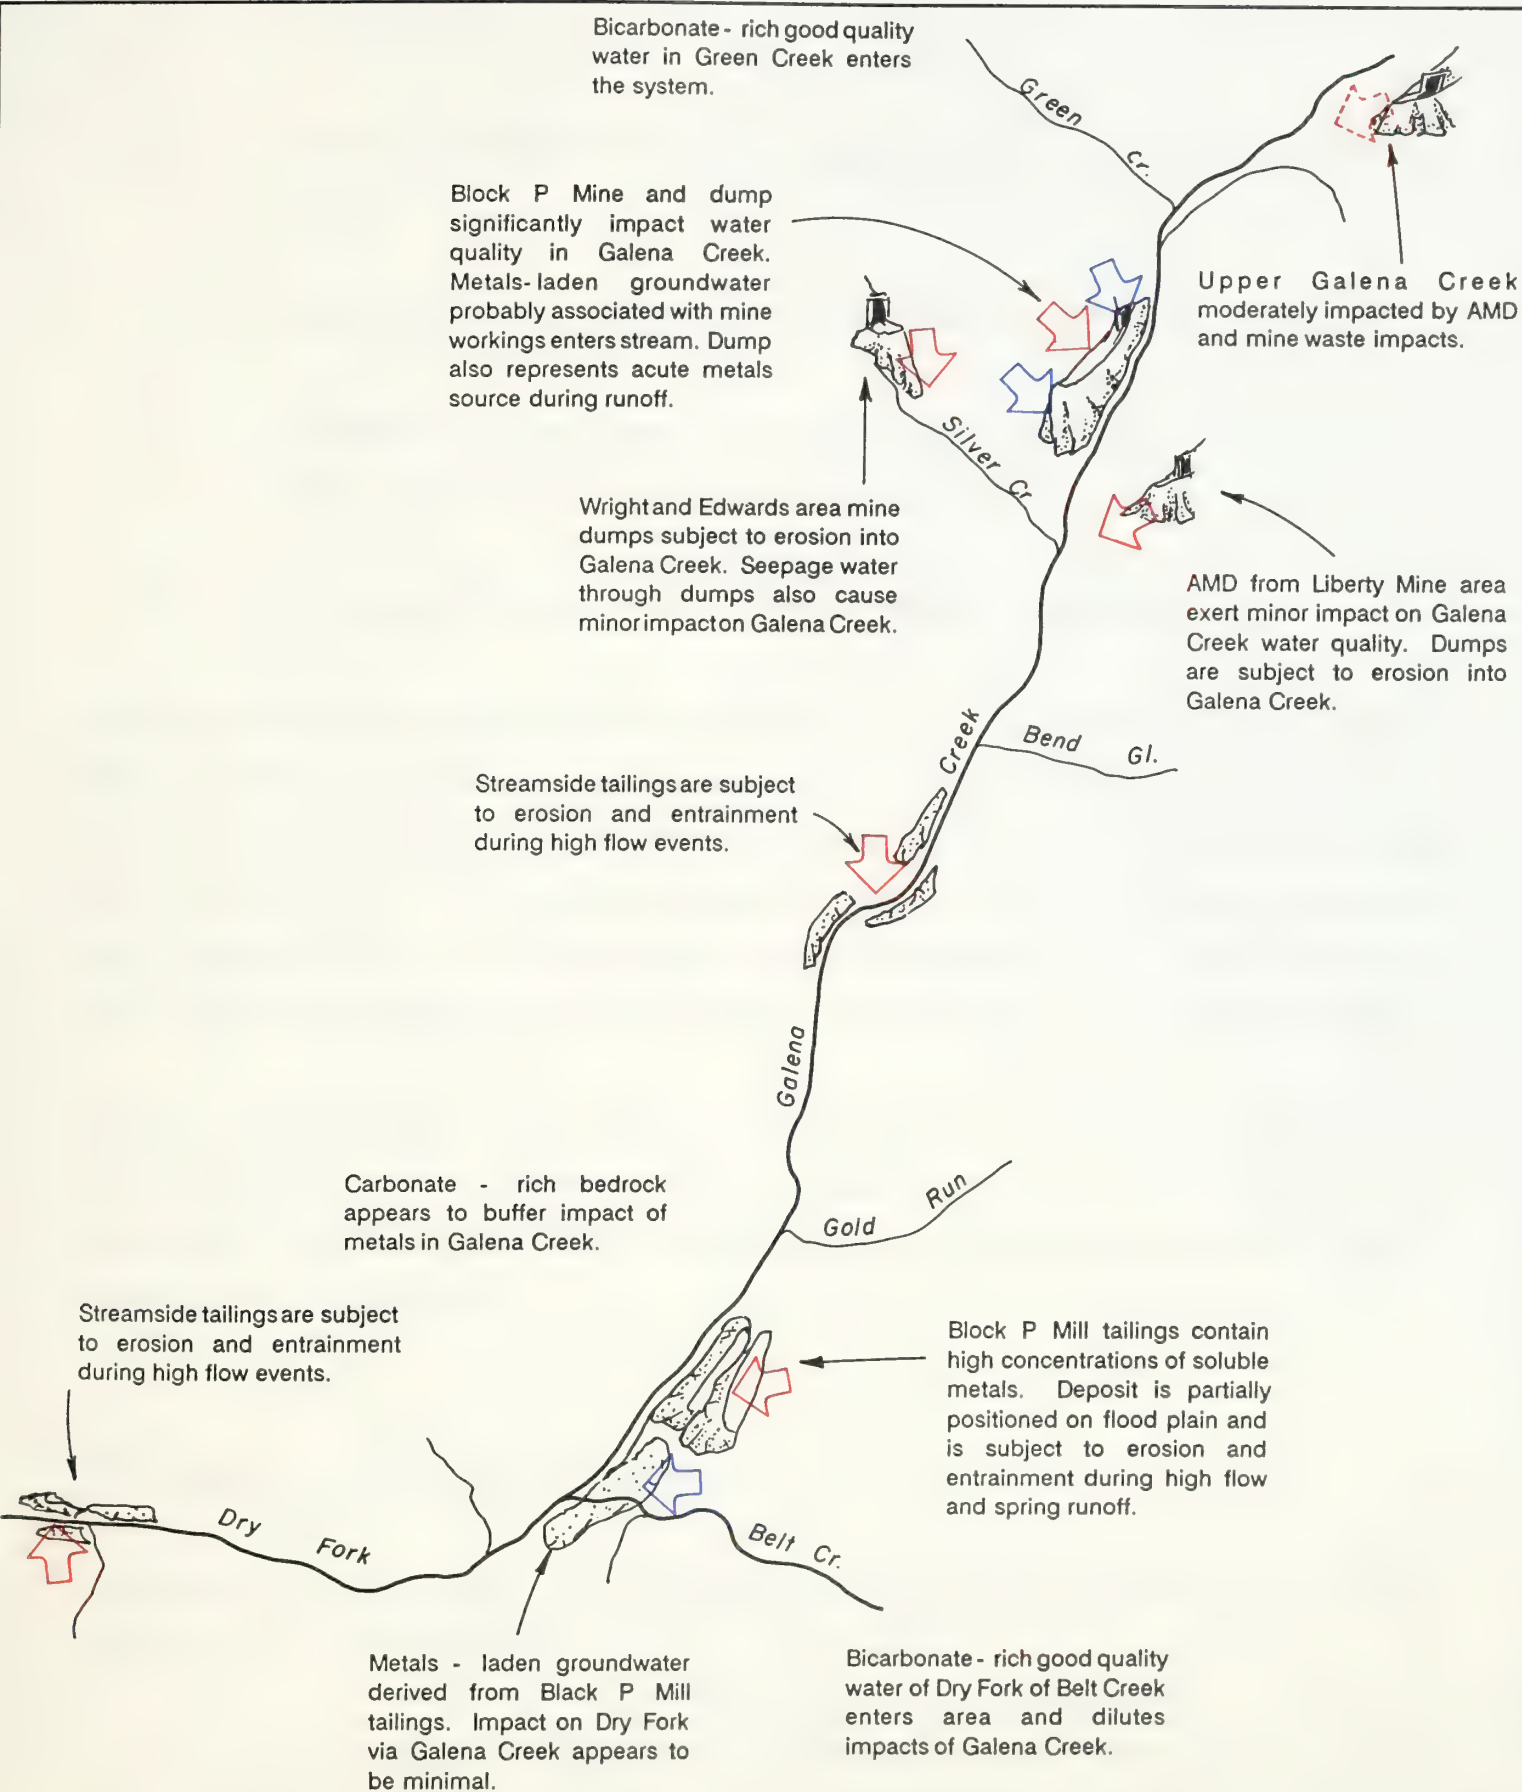 Bicarbonate - rich good quality
water in Green Creek enters
the system.
Green
Cr.
Block P Mine and dump
significantly impact water
quality in Galena Creek.
Metals-laden groundwater
probably associated with mine
workings enters stream. Dump
also represents acute metals
source during runoff.
Upper Galena Creek
moderately impacted by AMD
and mine waste impacts.
Silver Cr
Wright and Edwards area mine
dumps subject to erosion into
Galena Creek. Seepage water
through dumps also cause
minor impact on Galena Creek.
AMD from Liberty Mine area
exert minor impact on Galena
Creek water quality. Dumps
are subject to erosion into
Galena Creek.
Creek
Bend Gl.
Streamside tailings are subject
to erosion and entrainment
during high flow events.
Galena
Carbonate - rich bedrock
appears to buffer impact of
metals in Galena Creek.
Gold Run
Streamside tailings are subject
to erosion and entrainment
during high flow events.
Block P Mill tailings contain
high concentrations of soluble
metals. Deposit is partially
positioned on flood plain and
is subject to erosion and
entrainment during high flow
and spring runoff.
Dry Fork
Belt Cr.
Metals - laden groundwater
derived from Black P Mill
tailings. Impact on Dry Fork
via Galena Creek appears to
be minimal.
Bicarbonate - rich good quality
water of Dry Fork of Belt Creek
enters area and dilutes
impacts of Galena Creek.